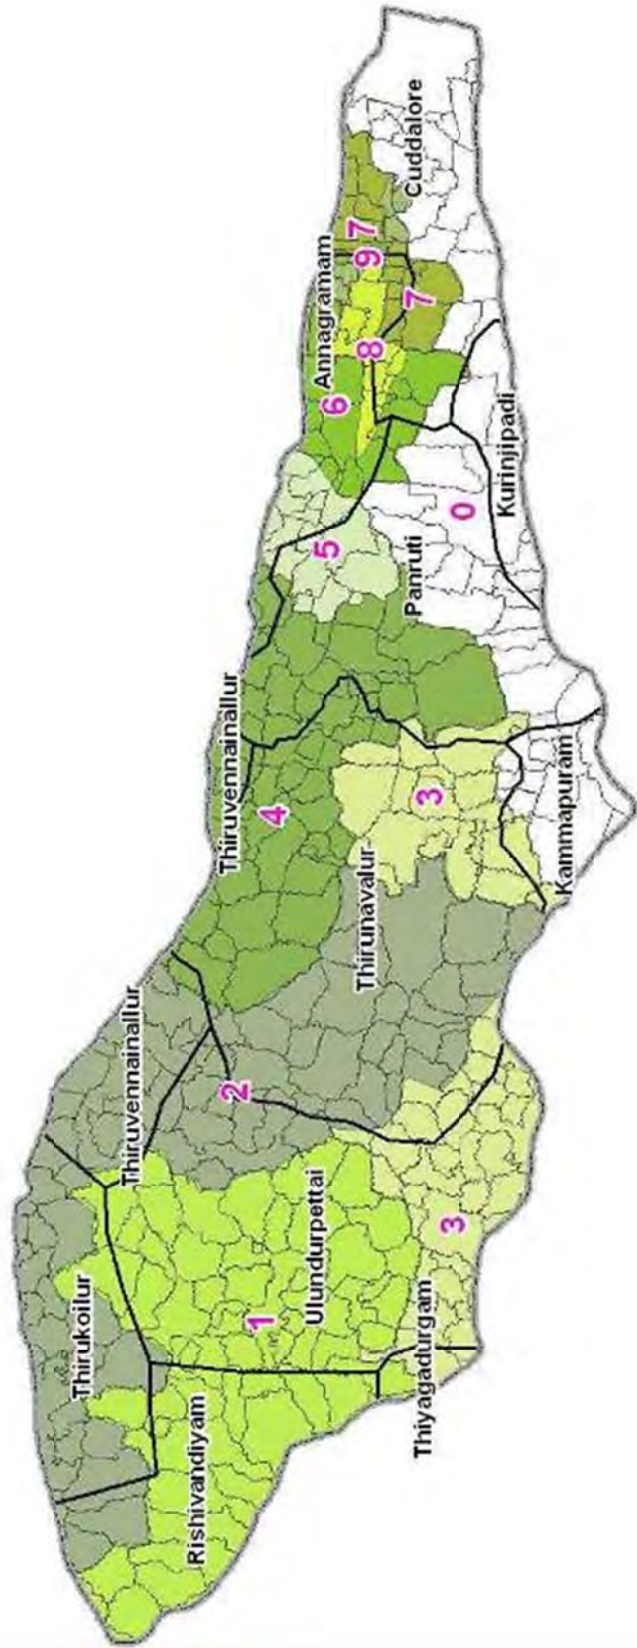 Cuddalore
7
9
Annagramam
7
8
6
Kurinjipadi
0
5
Panruti
Thiruvennainallur
4
3
Kammapuram
Thirunavalur
Thiruvennainallur
2
Ulundurpettai
3
Thirukoilur
1
Thiyagadurgam
Rishivandiyam